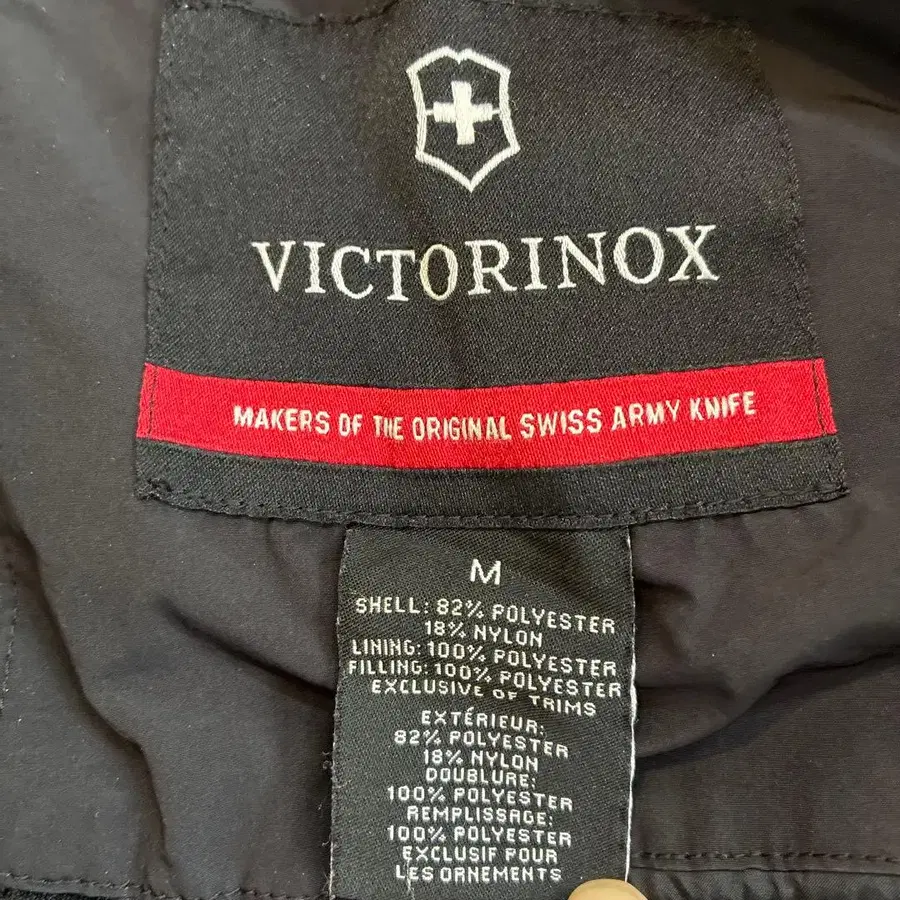 VICTORINOX
MAKERS OF THE ORIGINAL SWISS ARMY KNIFE
M
SHELL: 82% POLYESTER
18% NYLON
LINING: 100% POLYESTER
FILLING: 100% POLYESTER
EXCLUSIVE OF TRIMS
EXTÉRIEUR:
82% POLYESTER
18% NYLON
DOUBLURE:
100% POLYESTER
REMPLISSAGE:
100% POLYESTER
EXCLUSIF POUR
LES ORNEMENTS